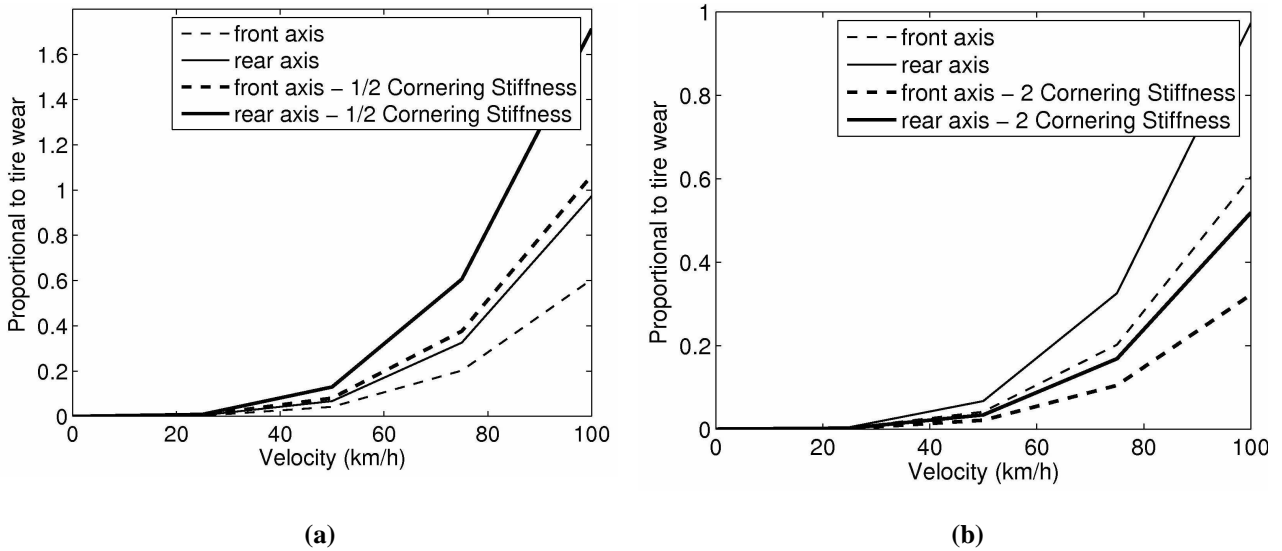 front axis
rear axis
front axis – 1/2 Cornering Stiffness
rear axis – 1/2 Cornering Stiffness
Proportional to tire wear
1.6
1.4
1.2
1
0.8
0.6
0.4
0.2
0
0 20 40 60 80 100
Velocity (km/h)
(a)
front axis
rear axis
front axis – 2 Cornering Stiffness
rear axis – 2 Cornering Stiffness
Proportional to tire wear
1
0.8
0.6
0.4
0.2
0
0 20 40 60 80 100
Velocity (km/h)
(b)